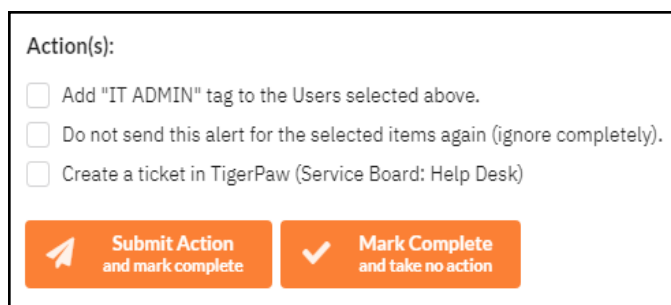 Action(s):
Add "IT ADMIN" tag to the Users selected above.
Do not send this alert for the selected items again (ignore completely).
Create a ticket in TigerPaw (Service Board: Help Desk)
Submit Action
and mark complete
Mark Complete
and take no action